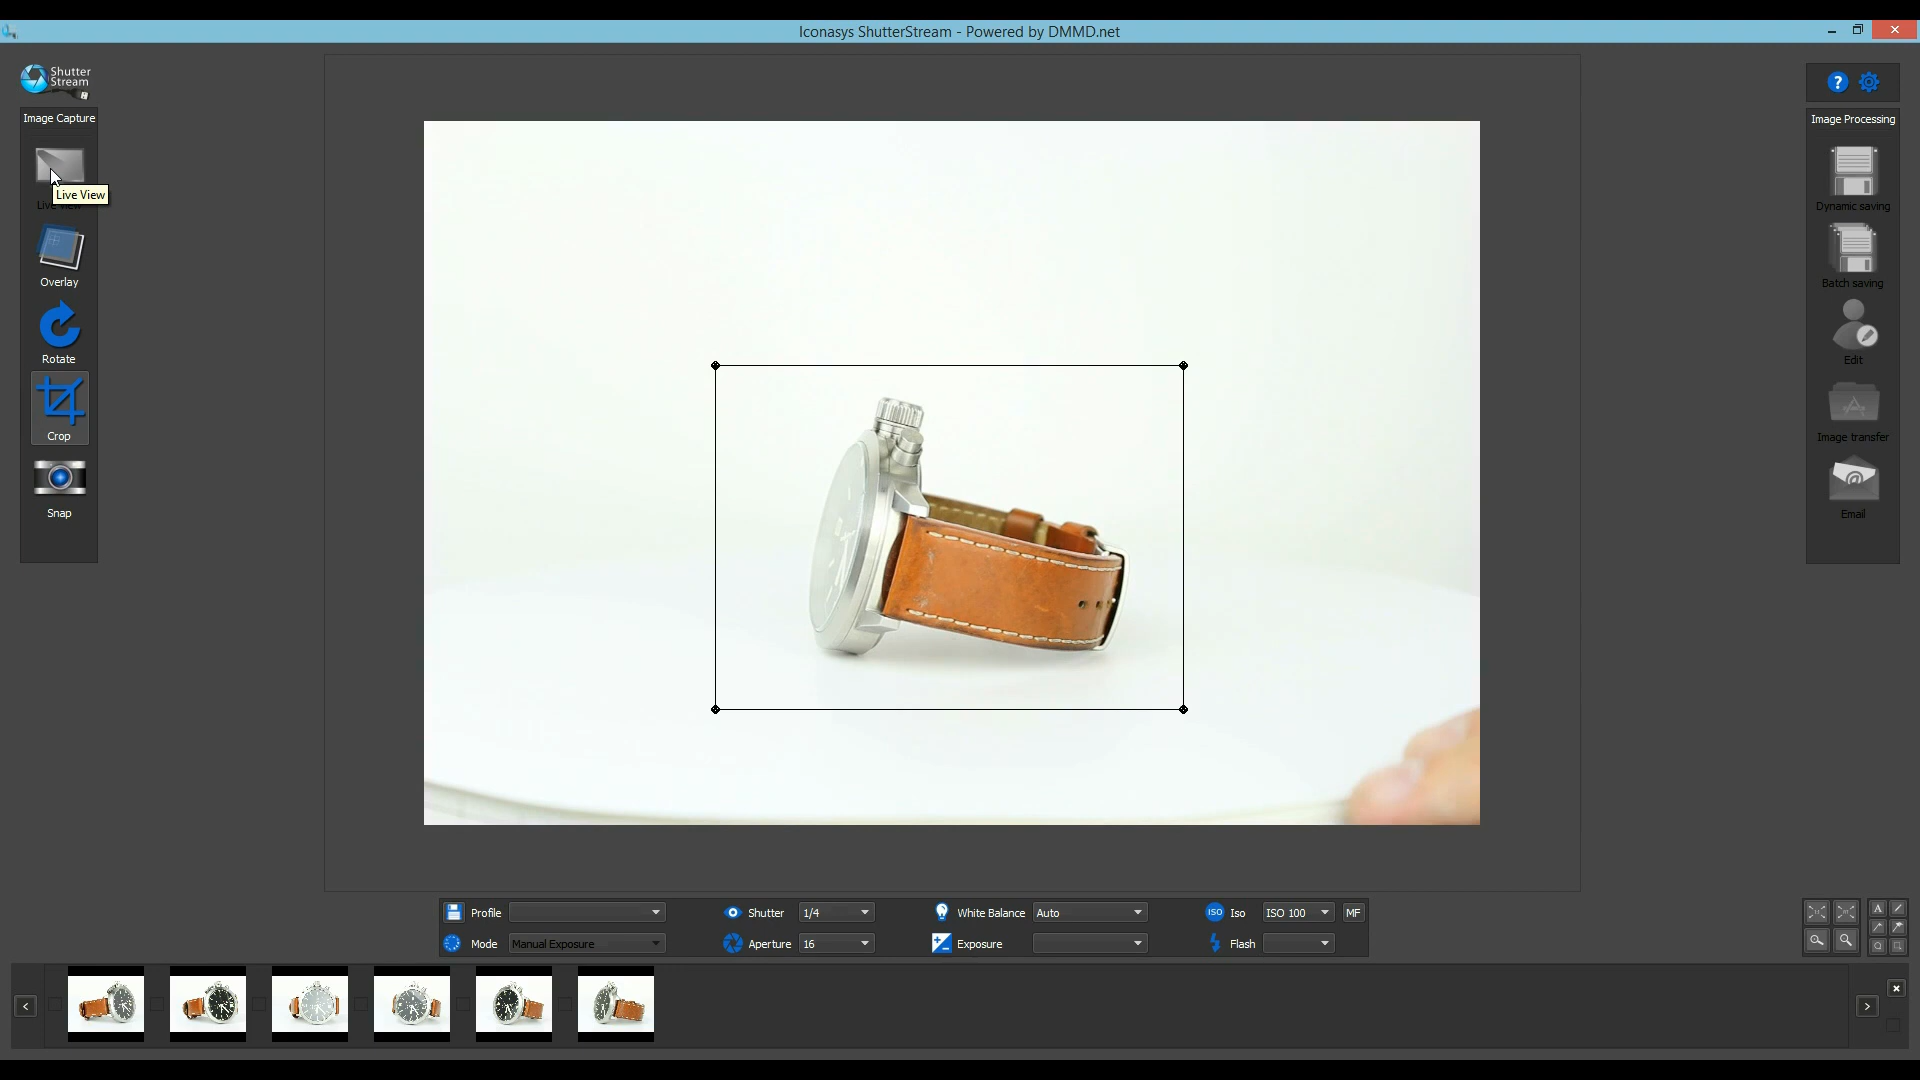 Iconasys ShutterStream - Powered by DMMD.net
Shutter
Stream
Image Capture
Live View
Overlay
Rotate
Crop
Snap
?
Image Processing
Dynamic saving
Batch saving
Edit
Image transfer
@
Email
Profile
Shutter 1/4
White Balance Auto
ISO Iso ISO 100 MF
Mode Manual Exposure
Aperture 16
Exposure
Flash
A